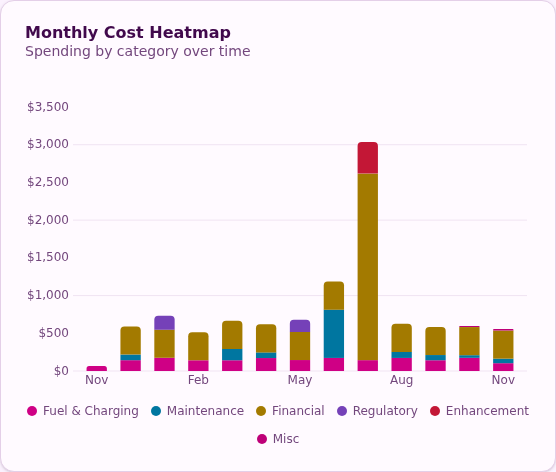 Monthly Cost Heatmap
Spending by category over time
$3,500
$3,000
$2,500
$2,000
$1,500
$1,000
$500
$0
Nov Feb May Aug Nov
Fuel & Charging Maintenance Financial Regulatory Enhancement
Misc